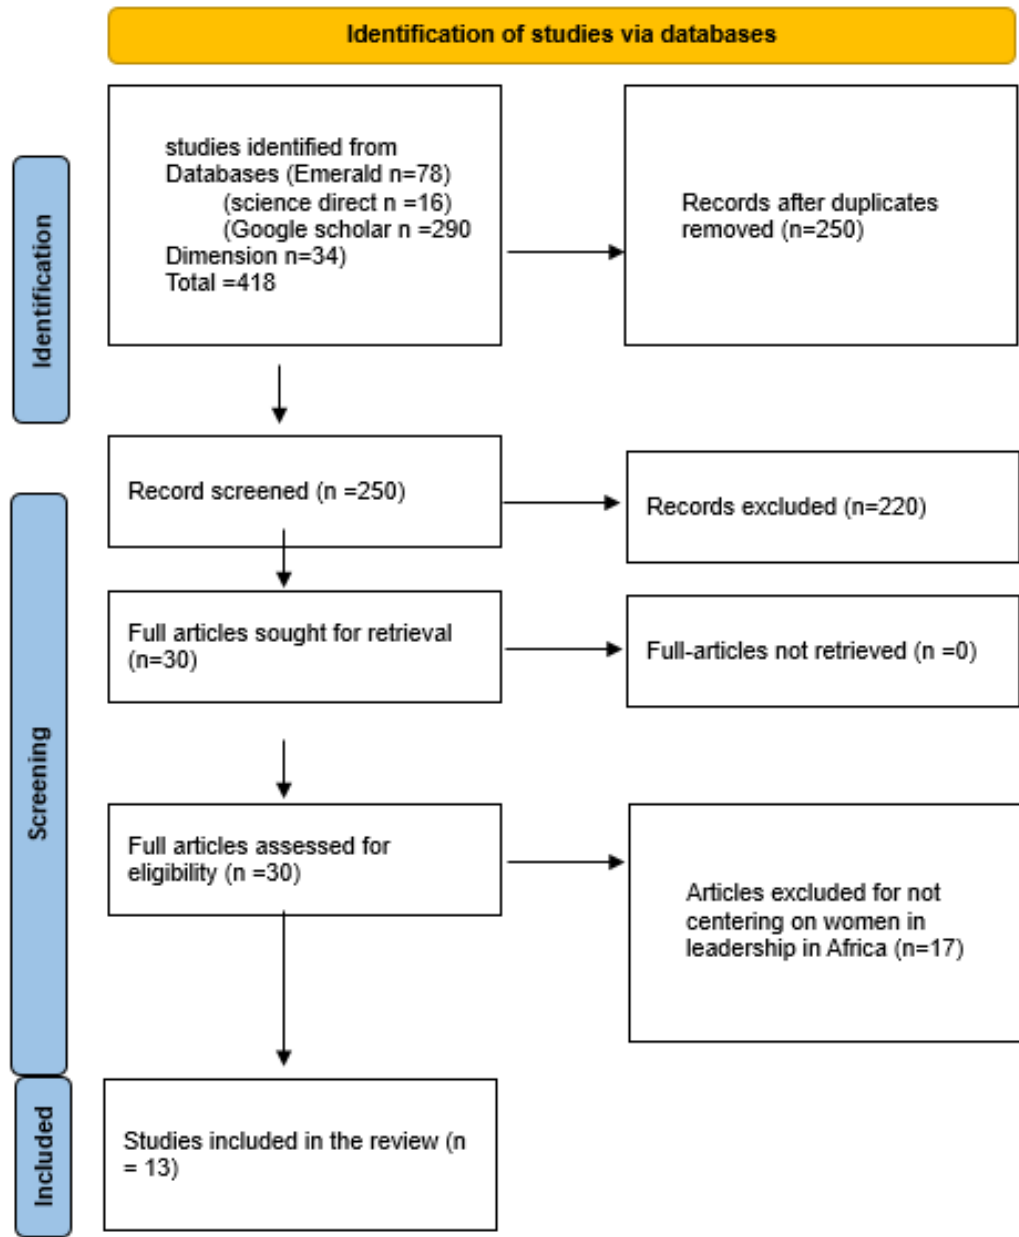 Identification of studies via databases
Identification
studies identified from
Databases (Emerald n=78)
(science direct n =16)
(Google scholar n =290
Dimension n=34)
Total =418
Records after duplicates
removed (n=250)
Screening
Record screened (n =250)
Records excluded (n=220)
Full articles sought for retrieval
(n=30)
Full-articles not retrieved (n =0)
Full articles assessed for
eligibility (n =30)
Articles excluded for not
centering on women in
leadership in Africa (n=17)
Included
Studies included in the review (n
= 13)